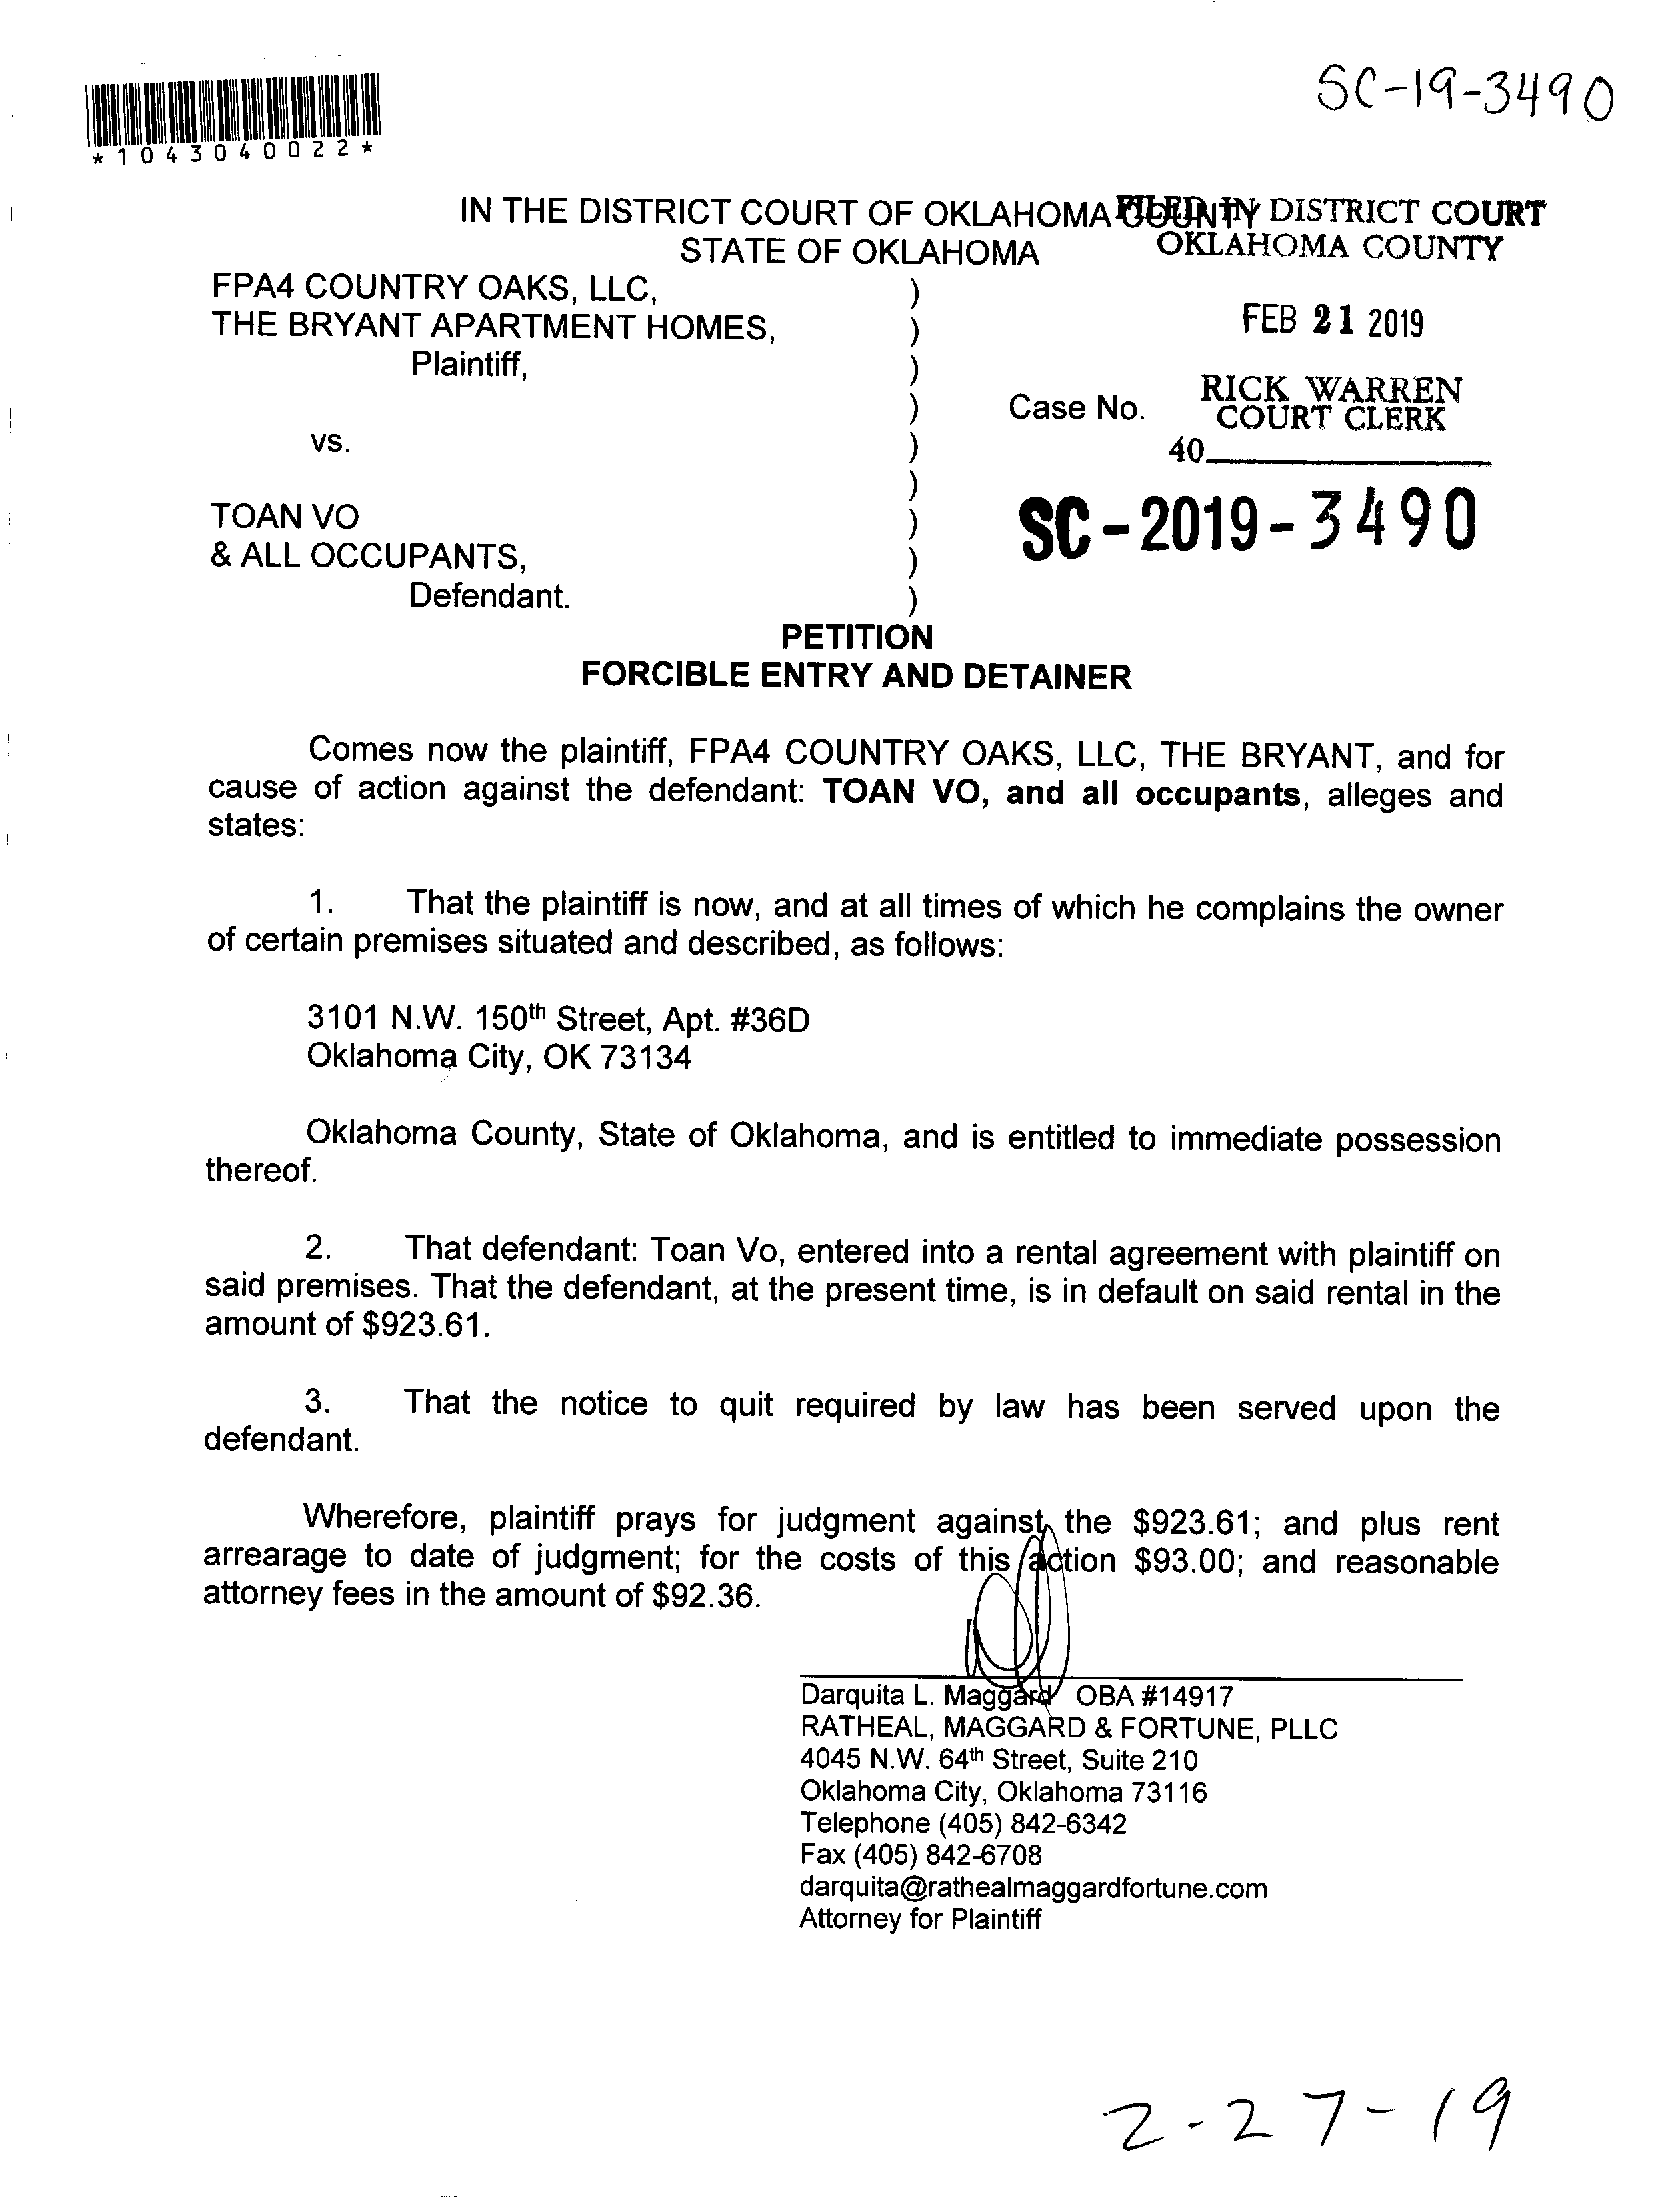 SC-19-3490
*1043040022*
IN THE DISTRICT COURT OF OKLAHOMA COUNTY
STATE OF OKLAHOMA
FILED IN DISTRICT COURT
OKLAHOMA COUNTY
FEB 21 2019
RICK WARREN
COURT CLERK
40
FPA4 COUNTRY OAKS, LLC, )
THE BRYANT APARTMENT HOMES, )
Plaintiff, )
) Case No.
vs. )
)
TOAN VO )
& ALL OCCUPANTS, )
Defendant. )
SC-2019-3490
PETITION
FORCIBLE ENTRY AND DETAINER
Comes now the plaintiff, FPA4 COUNTRY OAKS, LLC, THE BRYANT, and for
cause of action against the defendant: TOAN VO, and all occupants, alleges and
states:
1. That the plaintiff is now, and at all times of which he complains the owner
of certain premises situated and described, as follows:
3101 N.W. 150th Street, Apt. #36D
Oklahoma City, OK 73134
Oklahoma County, State of Oklahoma, and is entitled to immediate possession
thereof.
2. That defendant: Toan Vo, entered into a rental agreement with plaintiff on
said premises. That the defendant, at the present time, is in default on said rental in the
amount of $923.61.
3. That the notice to quit required by law has been served upon the
defendant.
Wherefore, plaintiff prays for judgment against the $923.61; and plus rent
arrearage to date of judgment; for the costs of this action $93.00; and reasonable
attorney fees in the amount of $92.36.
Darquita L. Maggard OBA #14917
RATHEAL, MAGGARD & FORTUNE, PLLC
4045 N.W. 64th Street, Suite 210
Oklahoma City, Oklahoma 73116
Telephone (405) 842-6342
Fax (405) 842-6708
darquita@rathealmaggardfortune.com
Attorney for Plaintiff
2-27-19